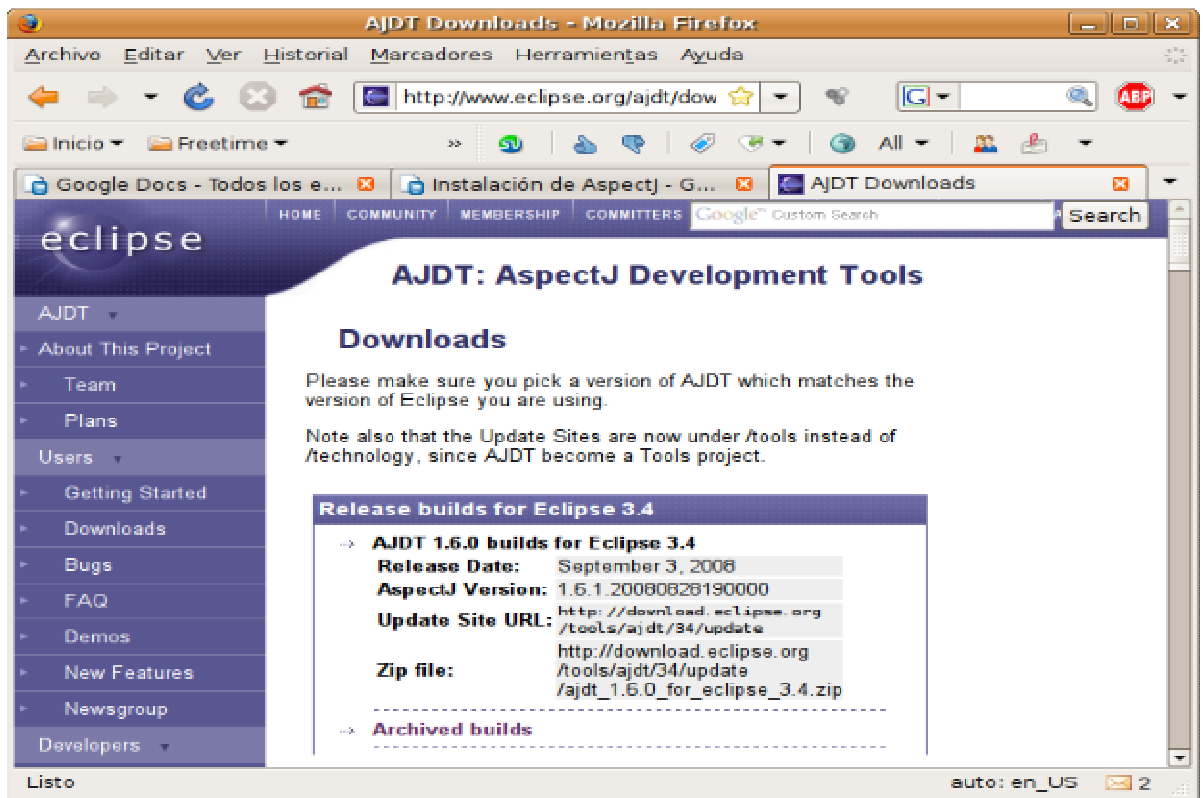 AJDT Downloads - Mozilla Firefox
Archivo Editar Ver Historial Marcadores Herramientas Ayuda
http://www.eclipse.org/ajdt/dow
G
ABP
Inicio Freetime » All
Google Docs - Todos los e... Instalación de AspectJ - G... AJDT Downloads
HOME COMMUNITY MEMBERSHIP COMMITTERS Google™ Custom Search Search
eclipse
AJDT: AspectJ Development Tools
AJDT
About This Project
Team
Plans
Users
Getting Started
Downloads
Bugs
FAQ
Demos
New Features
Newsgroup
Developers
Downloads
Please make sure you pick a version of AJDT which matches the
version of Eclipse you are using.
Note also that the Update Sites are now under /tools instead of
/technology, since AJDT become a Tools project.
Release builds for Eclipse 3.4
AJDT 1.6.0 builds for Eclipse 3.4
Release Date: September 3, 2008
AspectJ Version: 1.6.1.20080828190000
Update Site URL: http://download.eclipse.org
/tools/ajdt/34/update
Zip file: http://download.eclipse.org
/tools/ajdt/34/update
/ajdt_1.6.0_for_eclipse_3.4.zip
Archived builds
Listo auto: en_US 2